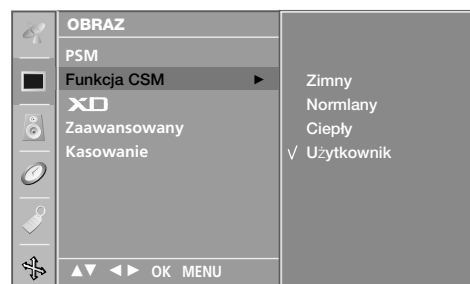 OBRAZ
PSM
Funkcja CSM ►
XD
Zaawansowany
Kasowanie
Zimny
Normlany
Ciepły
√ Użytkownik
▲▼ ◄► OK MENU